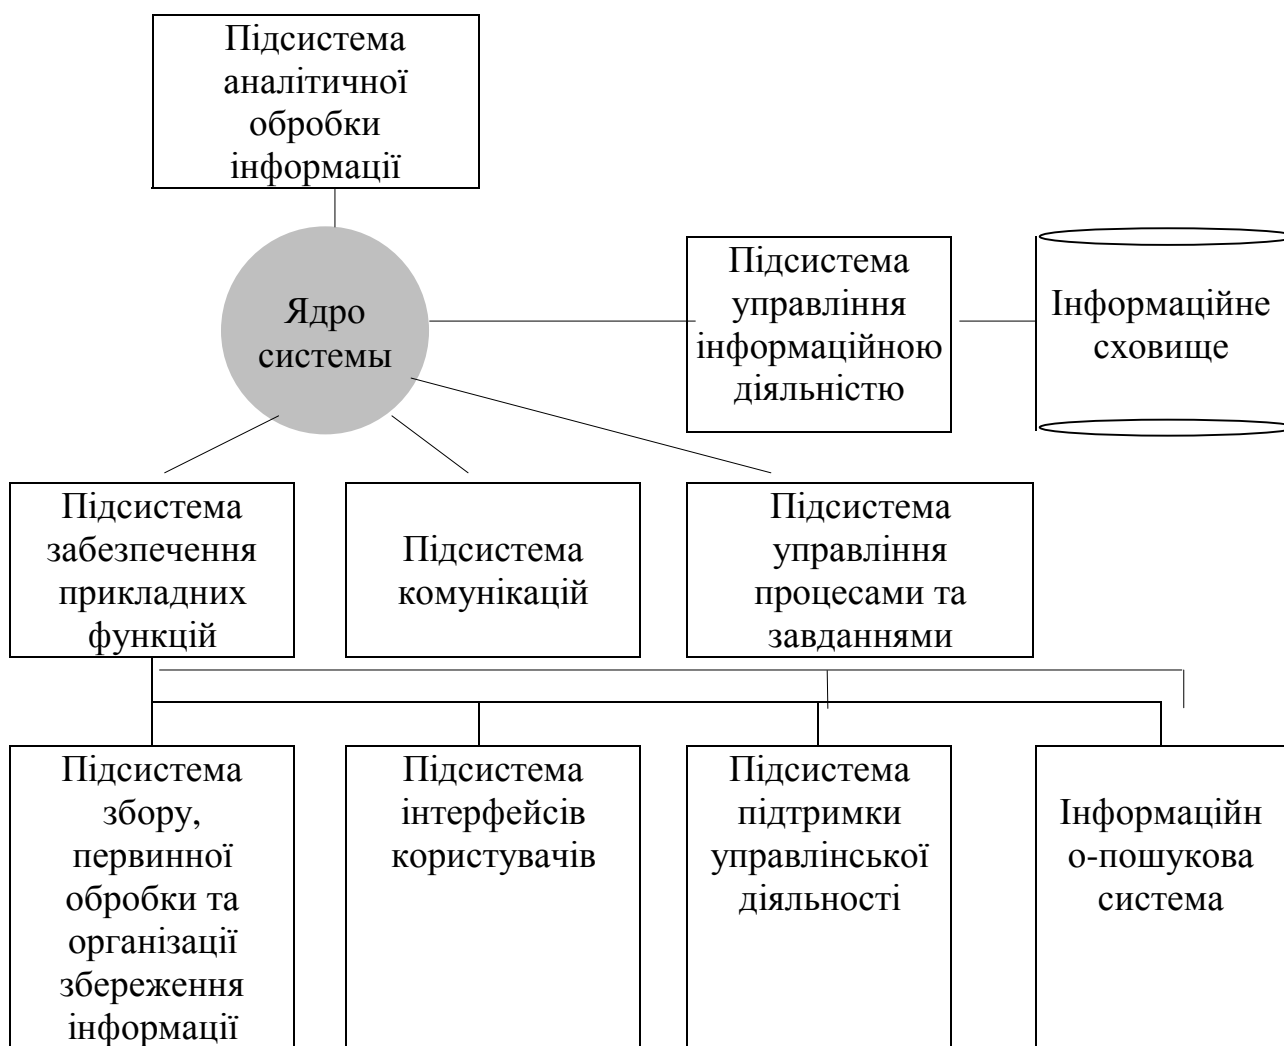 Підсистема
аналітичної
обробки
інформації
Ядро
системы
Підсистема
управління
інформаційною
діяльністю
Інформаційне
сховище
Підсистема
забезпечення
прикладних
функцій
Підсистема
комунікацій
Підсистема
управління
процесами та
завданнями
Підсистема
збору,
первинної
обробки та
організації
збереження
інформації
Підсистема
інтерфейсів
користувачів
Підсистема
підтримки
управлінської
діяльності
Інформаційн
о-пошукова
система